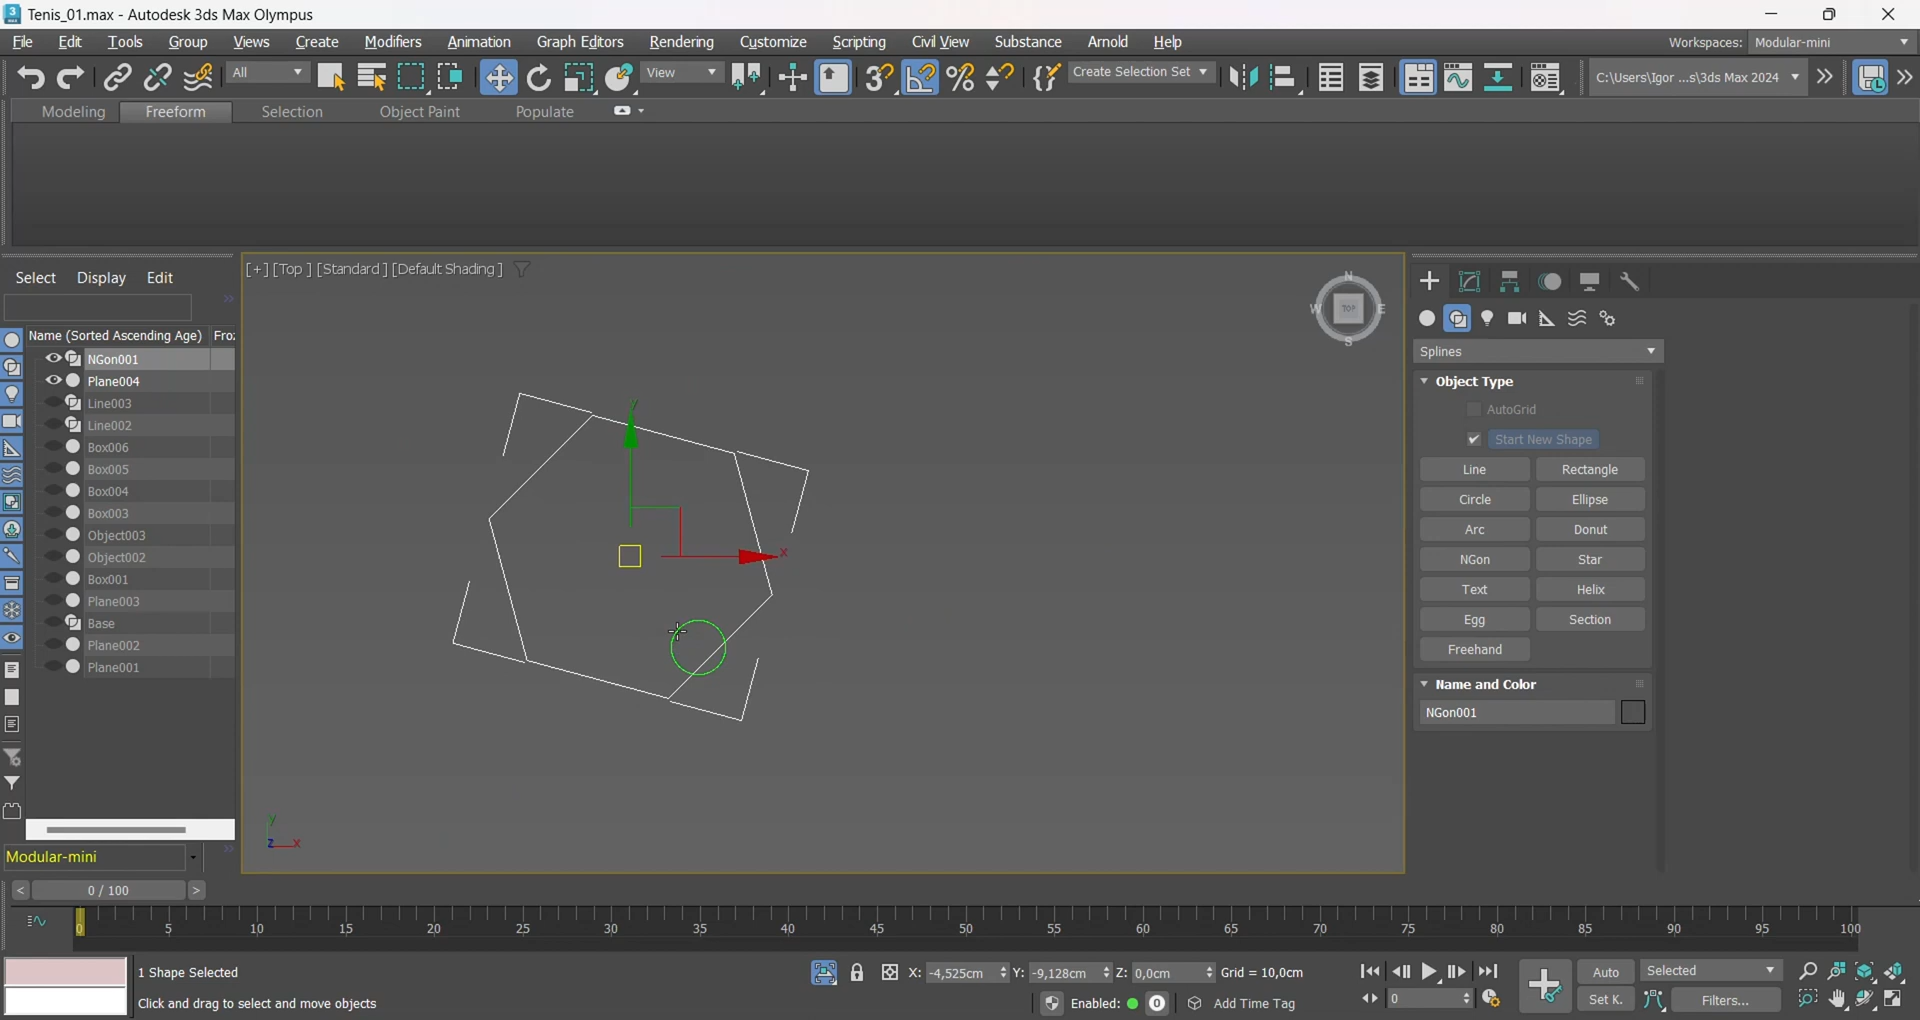 Tenis_01.max - Autodesk 3ds Max Olympus
File Edit Tools Group Views Create Modifiers Animation Graph Editors Rendering Customize Scripting Civil View Substance Arnold Help Workspaces: Modular-mini
All View Create Selection Set C:\Users\Igor ...s\3ds Max 2024
Modeling Freeform Selection Object Paint Populate
[+] [Top ] [Standard ] [Default Shading ]
Select Display Edit
Name (Sorted Ascending Age) Fro:
NGon001
Plane004
Line003
Line002
Box006
Box005
Box004
Box003
Object003
Object002
Box001
Plane003
Base
Plane002
Plane001
N
W TOP E
S
y
x
y
z x
Splines
Object Type
AutoGrid
Start New Shape
Line Rectangle
Circle Ellipse
Arc Donut
NGon Star
Text Helix
Egg Section
Freehand
Name and Color
NGon001
Modular-mini
< 0 / 100 >
0 5 10 15 20 25 30 35 40 45 50 55 60 65 70 75 80 85 90 95 100
1 Shape Selected
Click and drag to select and move objects
X: -4,525cm Y: -9,128cm Z: 0,0cm Grid = 10,0cm
Enabled: 0 Add Time Tag
0
Auto Selected
Set K. Filters...